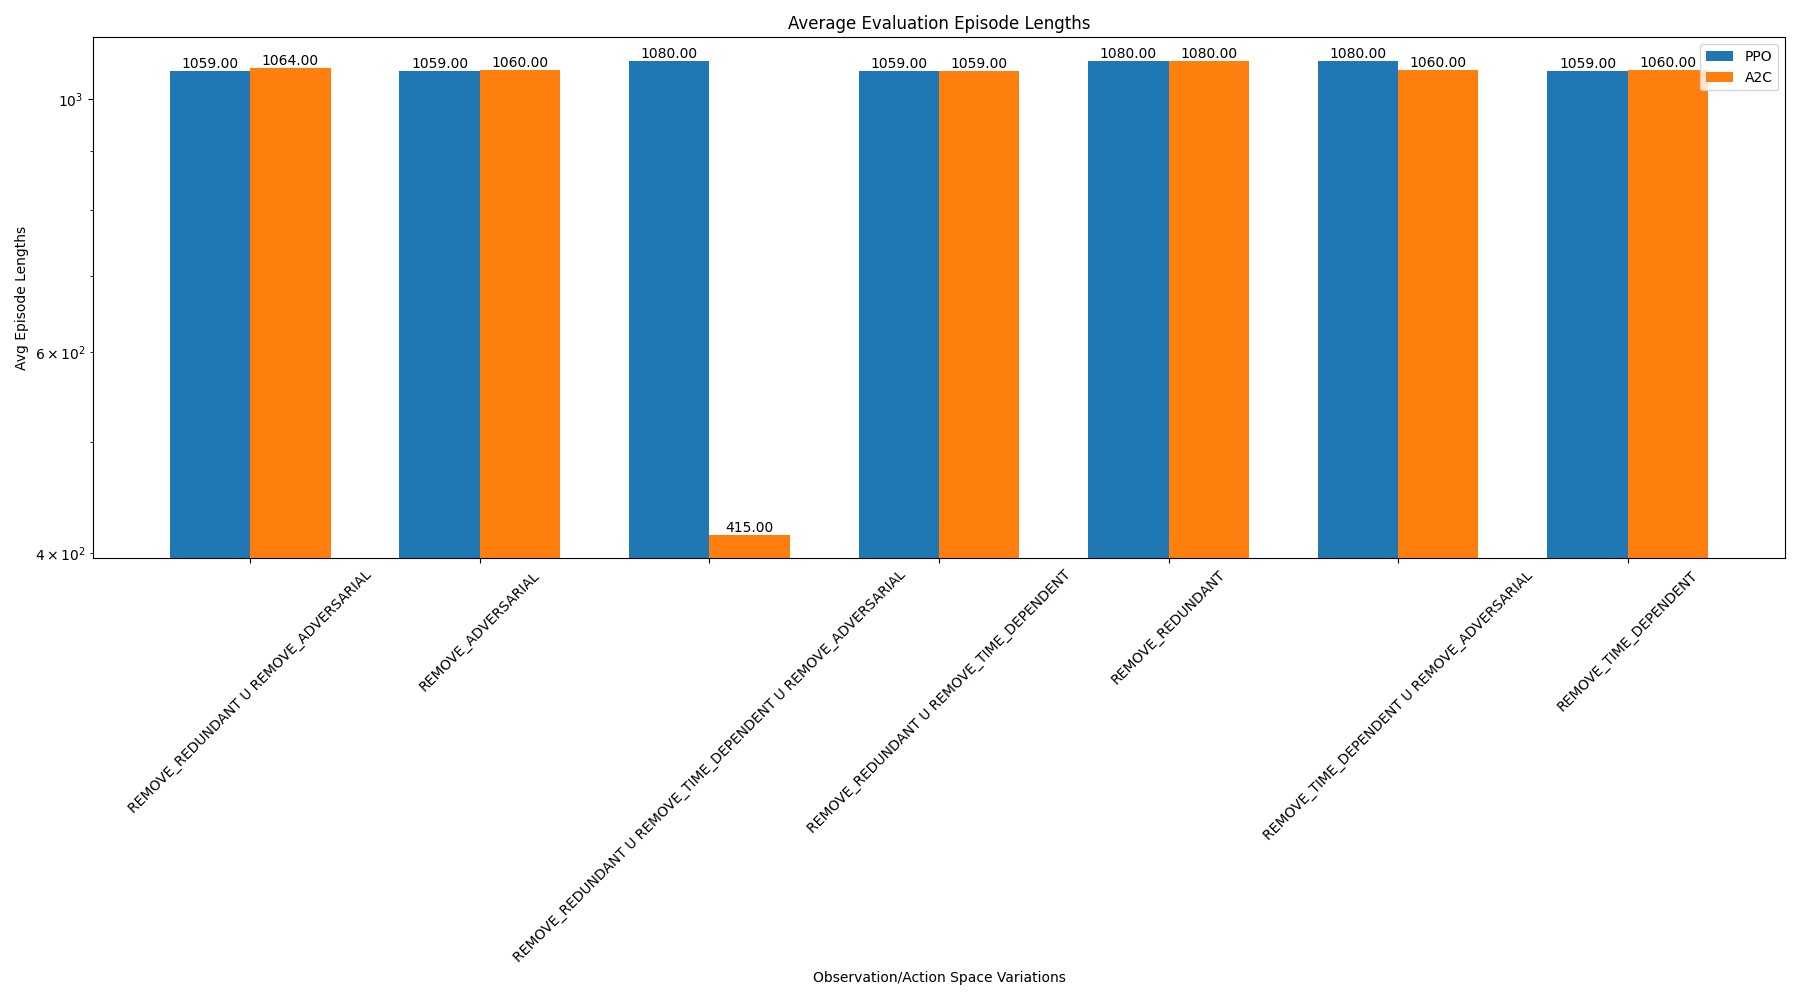 Average Evaluation Episode Lengths
1059.00
1064.00
1059.00
1060.00
1080.00
415.00
1059.00
1059.00
1080.00
1080.00
1080.00
1060.00
1059.00
1060.00
PPO
A2C
10^3
6 × 10^2
4 × 10^2
Avg Episode Lengths
REMOVE_REDUNDANT U REMOVE_ADVERSARIAL
REMOVE_ADVERSARIAL
REMOVE_REDUNDANT U REMOVE_TIME_DEPENDENT U REMOVE_ADVERSARIAL
REMOVE_REDUNDANT U REMOVE_TIME_DEPENDENT
REMOVE_REDUNDANT
REMOVE_TIME_DEPENDENT U REMOVE_ADVERSARIAL
REMOVE_TIME_DEPENDENT
Observation/Action Space Variations